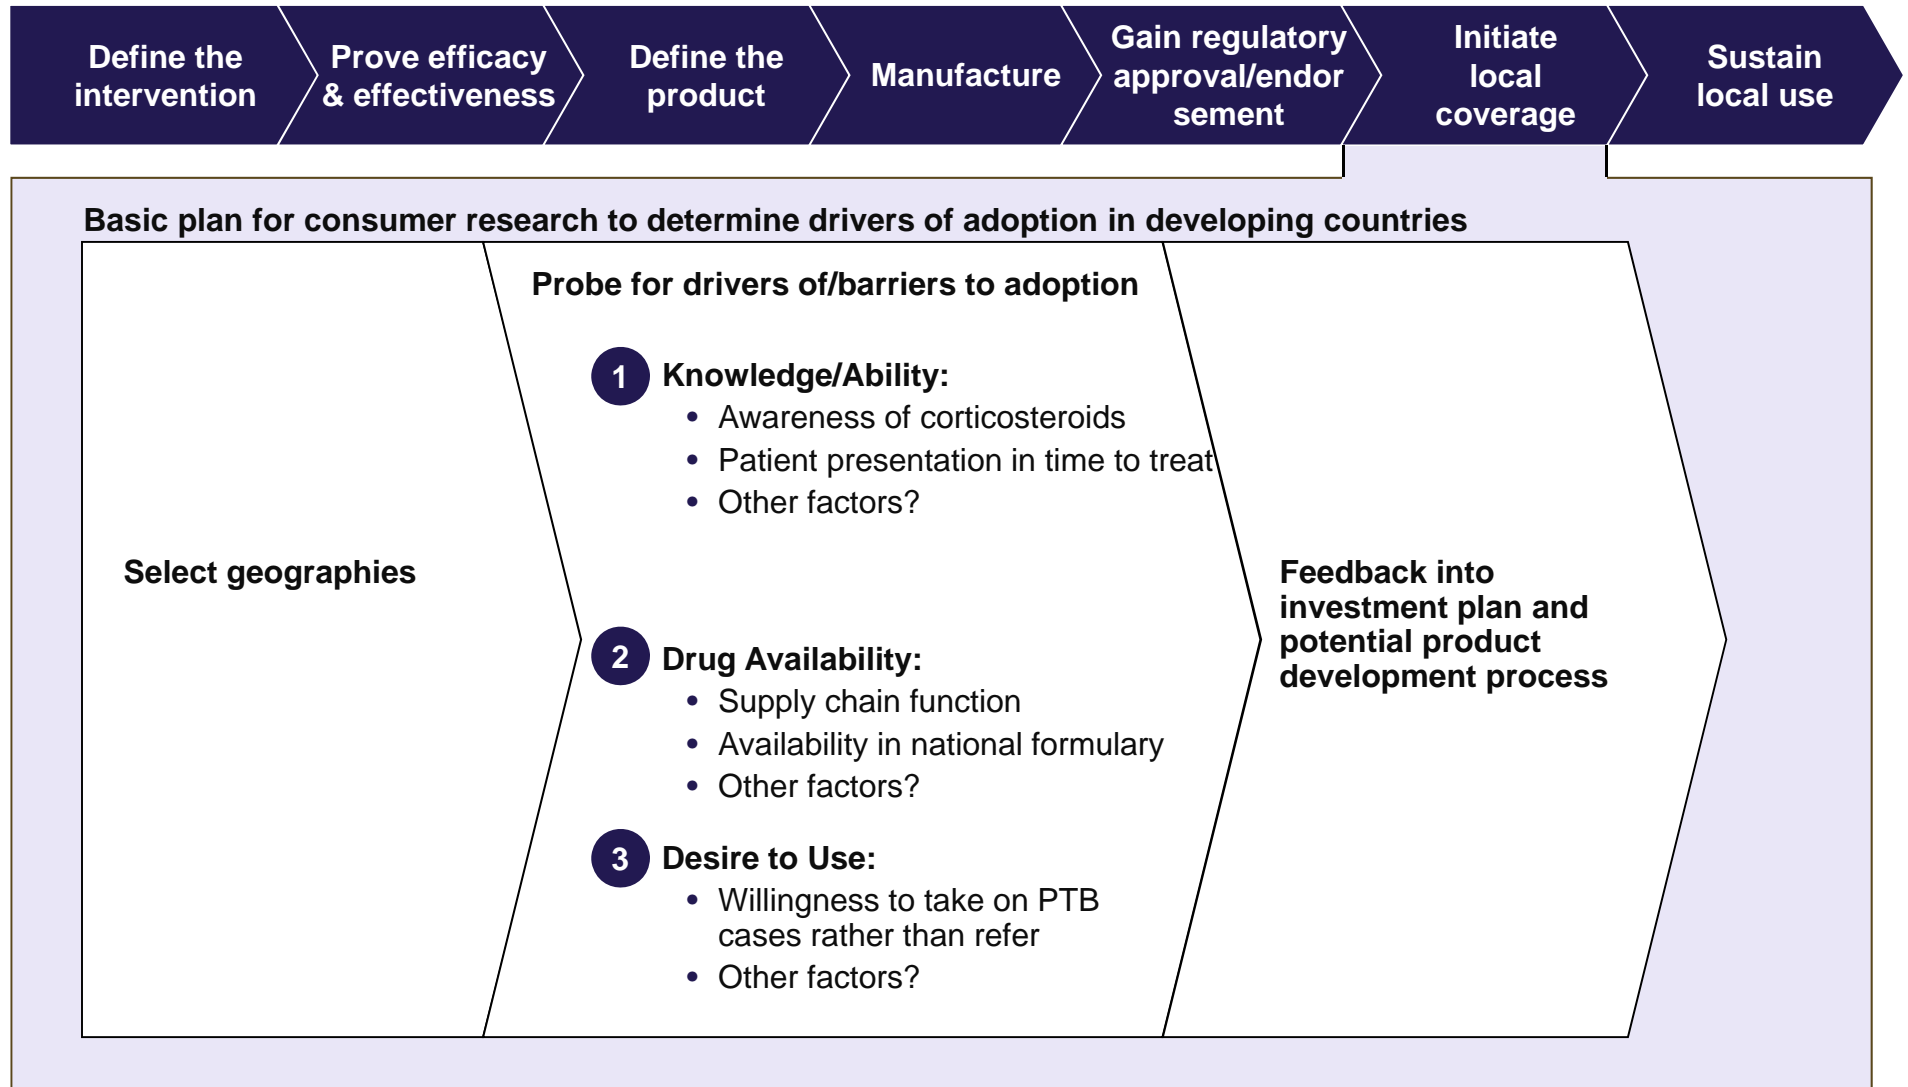 Define the
intervention
Prove efficacy
& effectiveness
Define the
product
Manufacture
Gain regulatory
approval/endor
sement
Initiate
local
coverage
Sustain
local use
Basic plan for consumer research to determine drivers of adoption in developing countries
Select geographies
Probe for drivers of/barriers to adoption
1 Knowledge/Ability:
• Awareness of corticosteroids
• Patient presentation in time to treat
• Other factors?
2 Drug Availability:
• Supply chain function
• Availability in national formulary
• Other factors?
3 Desire to Use:
• Willingness to take on PTB
cases rather than refer
• Other factors?
Feedback into
investment plan and
potential product
development process